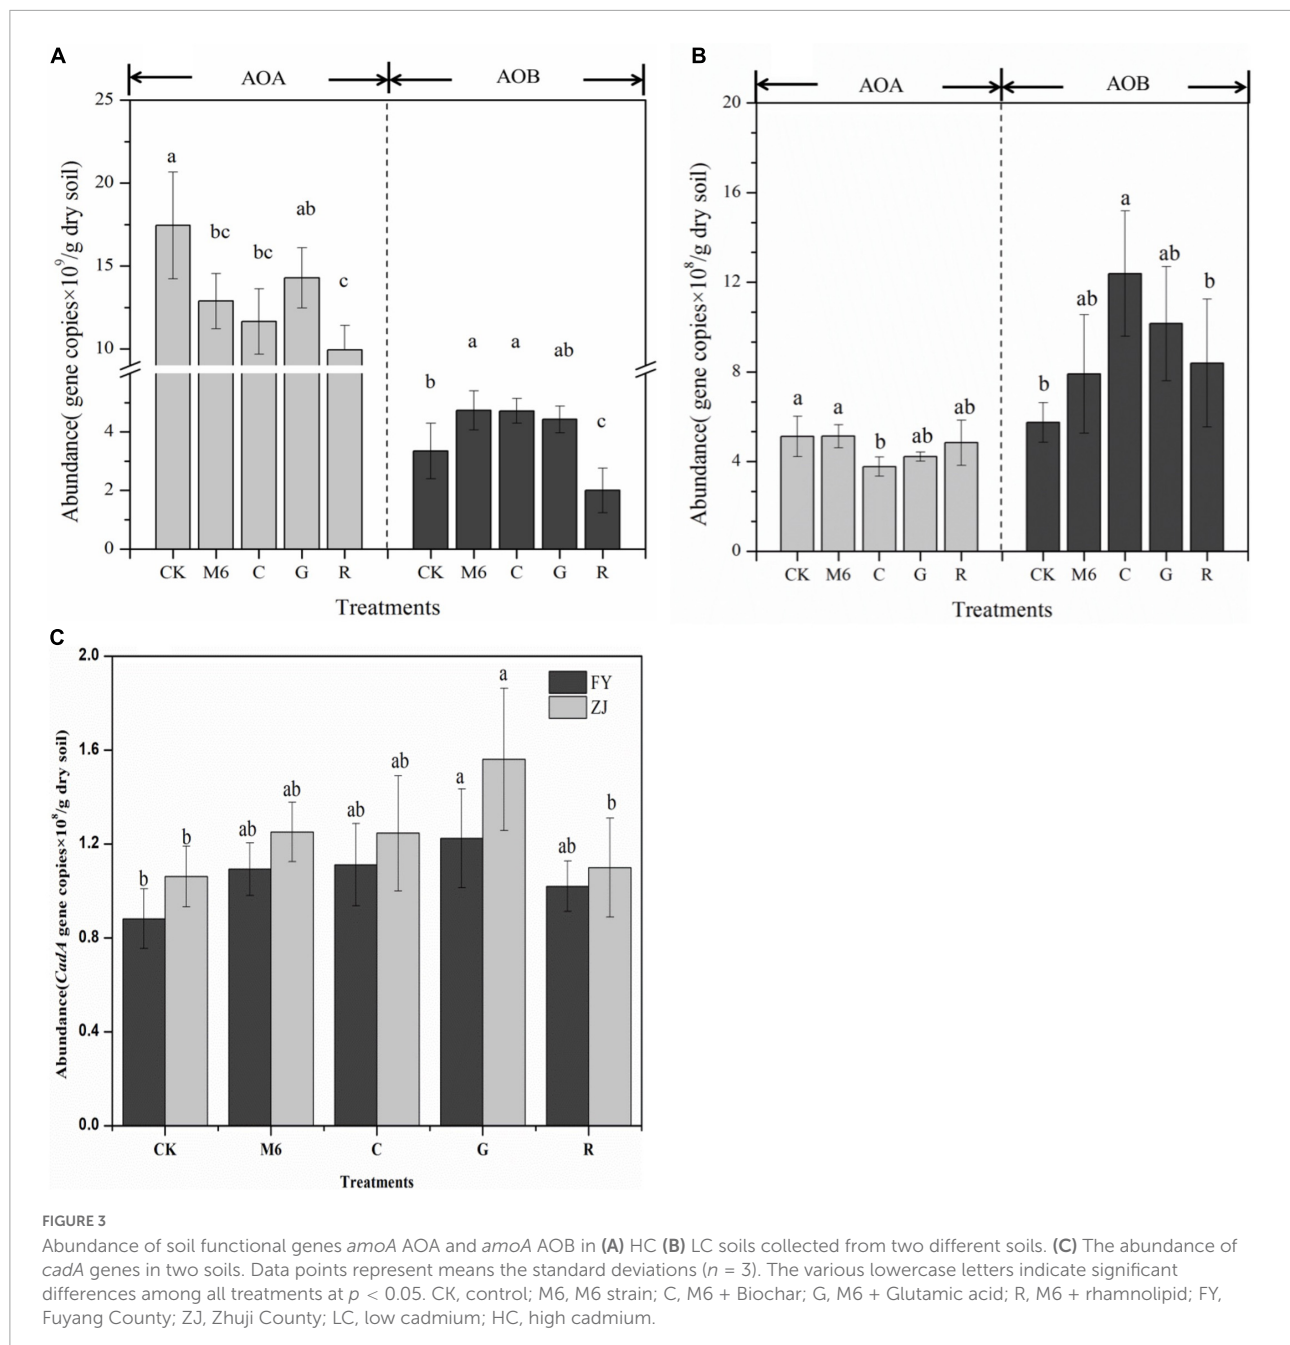 A
AOA
AOB
Abundance( gene copies×10⁹/g dry soil)
25
20
15
10
4
2
0
a
bc
bc
ab
c
b
a
a
ab
c
CK M6 C G R CK M6 C G R
Treatments
B
AOA
AOB
Abundance( gene copies×10⁸/g dry soil)
20
16
12
8
4
0
a
a
b
ab
ab
b
ab
a
ab
b
CK M6 C G R CK M6 C G R
Treatments
C
Abundance(CadA gene copies×10⁸/g dry soil)
2.0
1.6
1.2
0.8
0.4
0.0
FY
ZJ
b
b
ab
ab
ab
ab
a
a
ab
b
CK M6 C G R
Treatments
FIGURE 3
Abundance of soil functional genes amoA AOA and amoA AOB in (A) HC (B) LC soils collected from two different soils. (C) The abundance of
cadA genes in two soils. Data points represent means the standard deviations (n = 3). The various lowercase letters indicate significant
differences among all treatments at p < 0.05. CK, control; M6, M6 strain; C, M6 + Biochar; G, M6 + Glutamic acid; R, M6 + rhamnolipid; FY,
Fuyang County; ZJ, Zhuji County; LC, low cadmium; HC, high cadmium.